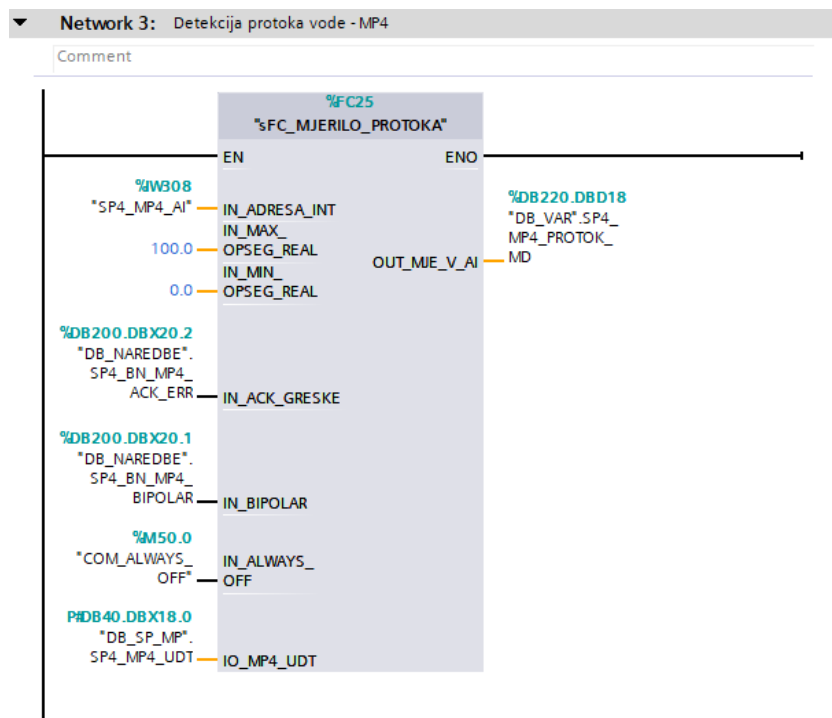 Network 3: Detekcija protoka vode - MP4
Comment
%FC25
"sFC_MJERILO_PROTOKA"
EN
ENO
%IW308
"SP4_MP4_AI"
IN_ADRESA_INT
100.0
IN_MAX_
OPSEG_REAL
0.0
IN_MIN_
OPSEG_REAL
OUT_MJE_V_AI
%DB220.DBD18
"DB_VAR".SP4_
MP4_PROTOK_
MD
%DB200.DBX20.2
"DB_NAREDBE".
SP4_BN_MP4_
ACK_ERR
IN_ACK_GRESKE
%DB200.DBX20.1
"DB_NAREDBE".
SP4_BN_MP4_
BIPOLAR
IN_BIPOLAR
%M50.0
"COM_ALWAYS_
OFF"
IN_ALWAYS_
OFF
P#DB40.DBX18.0
"DB_SP_MP".
SP4_MP4_UDT
IO_MP4_UDT